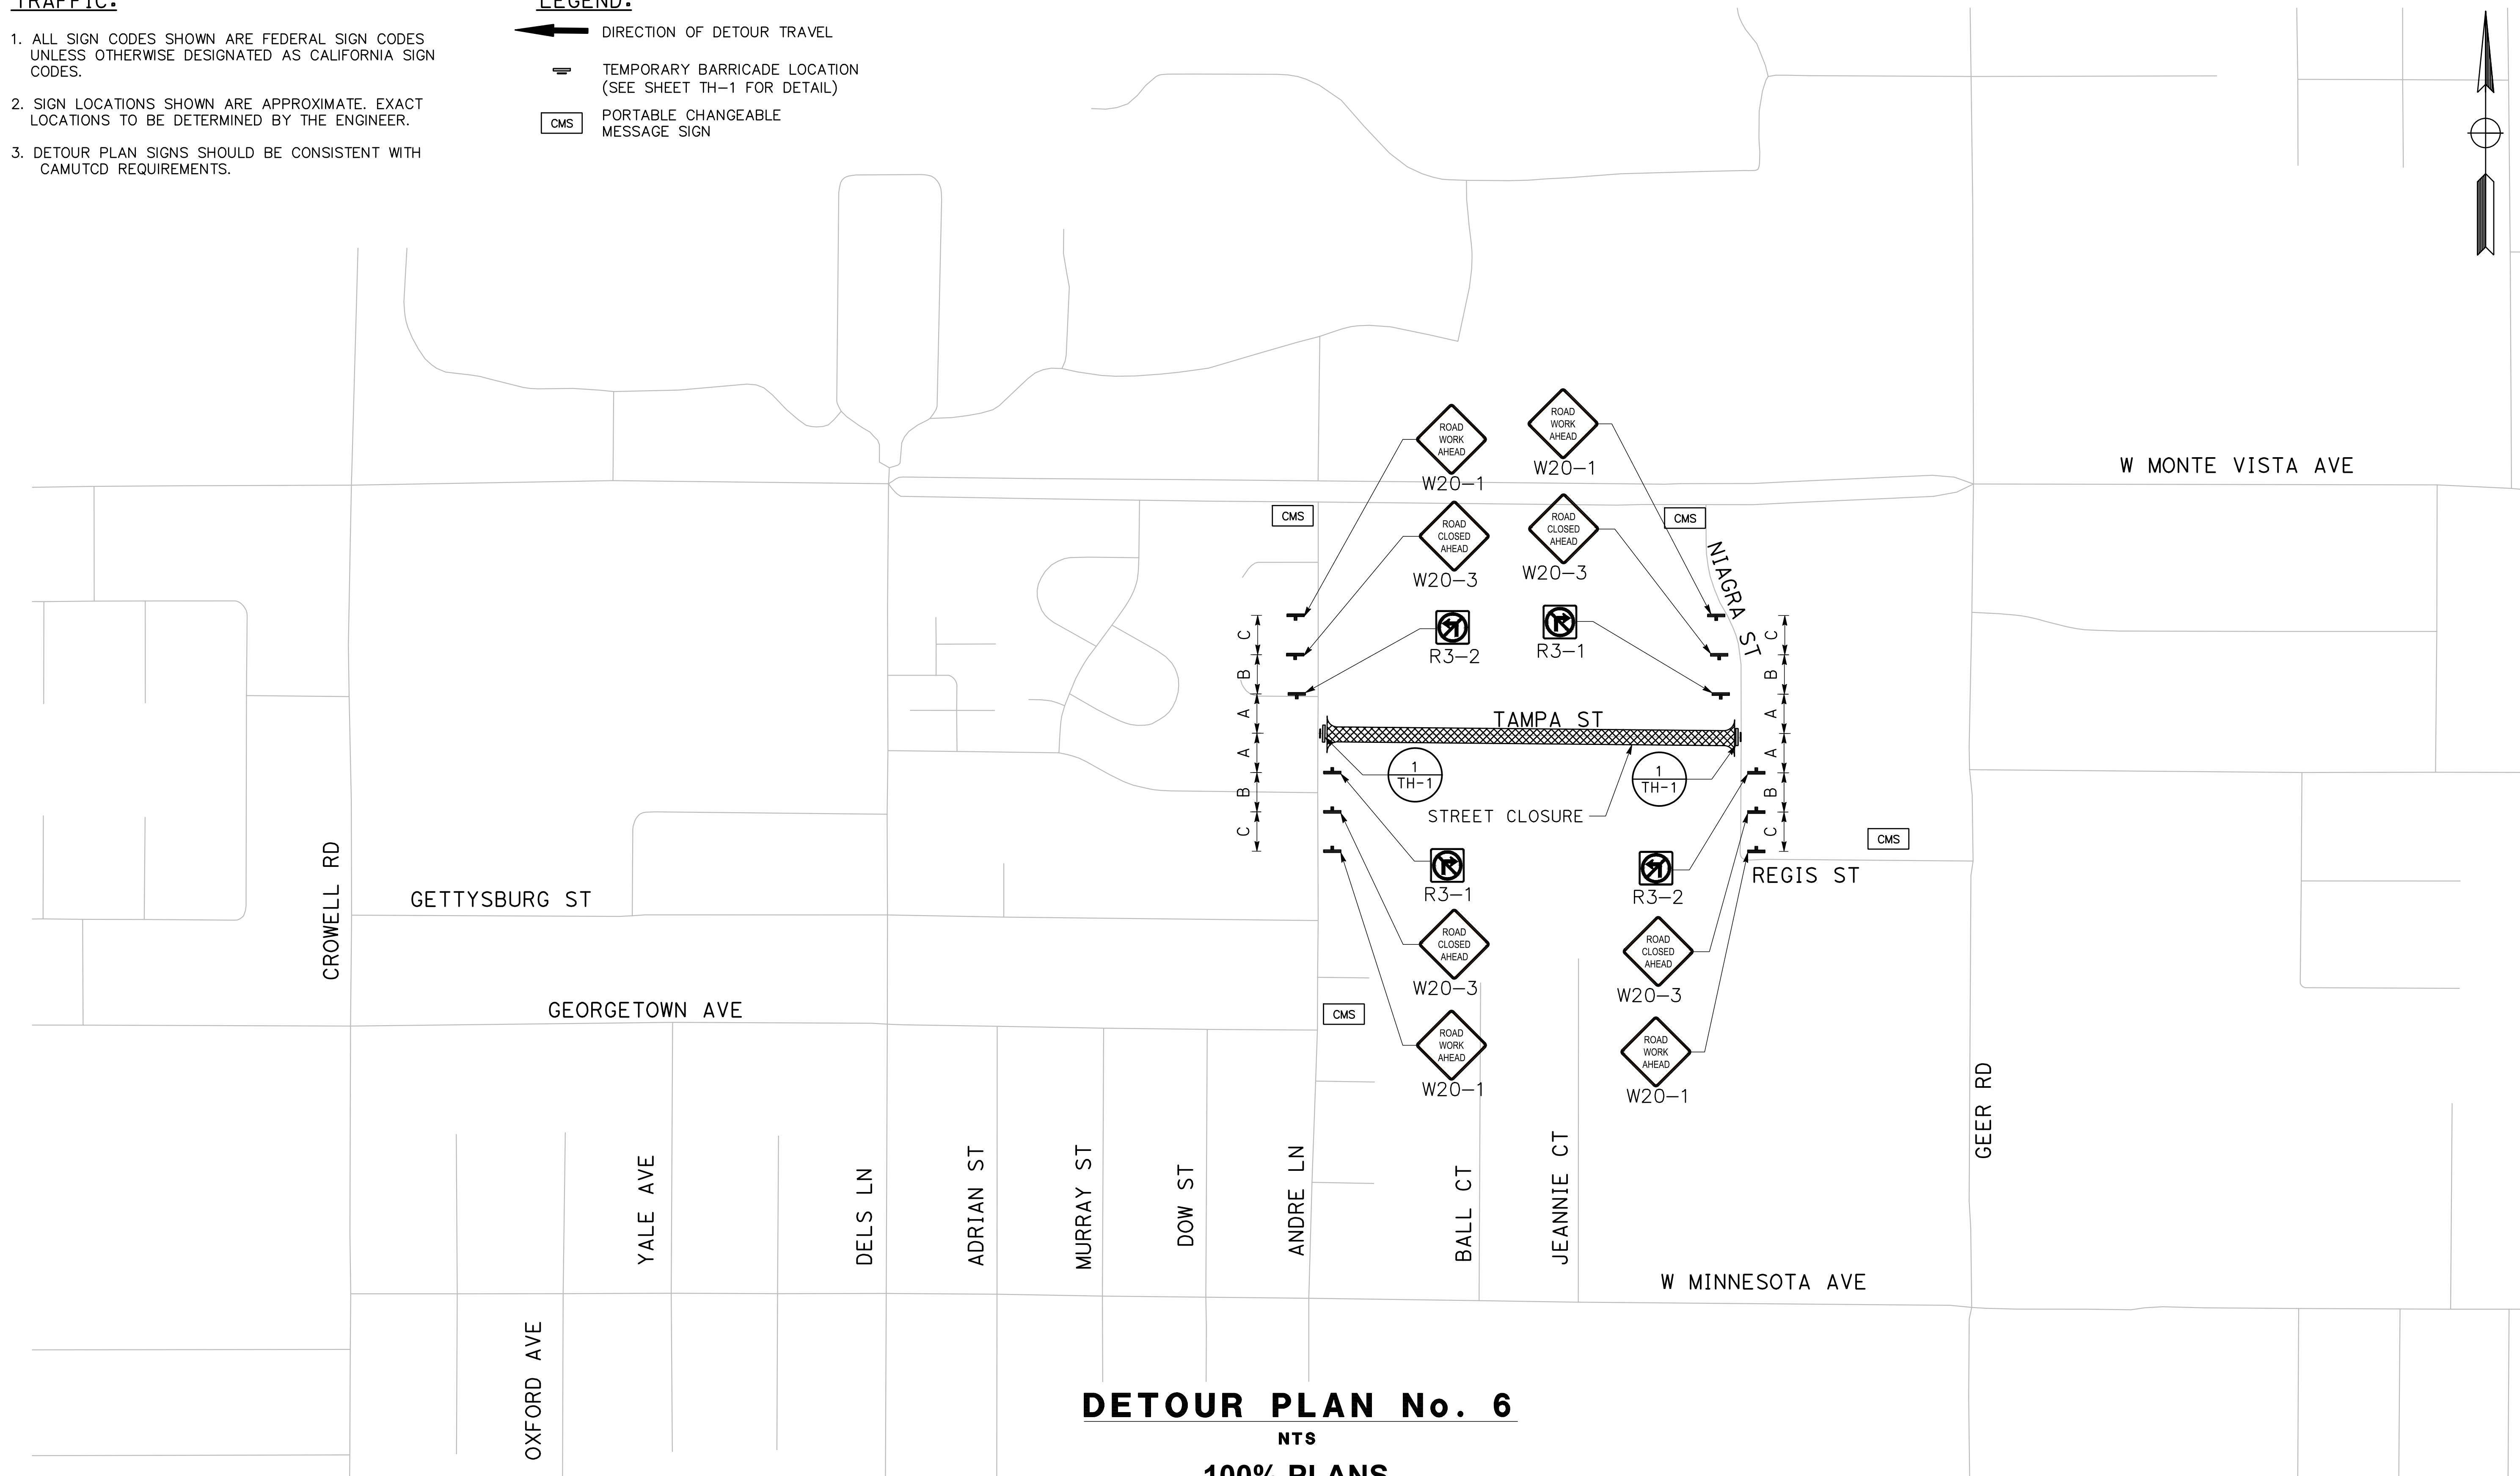 TRAFFIC:
1. ALL SIGN CODES SHOWN ARE FEDERAL SIGN CODES
UNLESS OTHERWISE DESIGNATED AS CALIFORNIA SIGN
CODES.
2. SIGN LOCATIONS SHOWN ARE APPROXIMATE. EXACT
LOCATIONS TO BE DETERMINED BY THE ENGINEER.
3. DETOUR PLAN SIGNS SHOULD BE CONSISTENT WITH
CAMUTCD REQUIREMENTS.
LEGEND:
DIRECTION OF DETOUR TRAVEL
TEMPORARY BARRICADE LOCATION
(SEE SHEET TH-1 FOR DETAIL)
CMS
PORTABLE CHANGEABLE
MESSAGE SIGN
ROAD
WORK
AHEAD
W20-1
ROAD
WORK
AHEAD
W20-1
W MONTE VISTA AVE
CMS
ROAD
CLOSED
AHEAD
W20-3
ROAD
CLOSED
AHEAD
W20-3
CMS
NIAGRA ST
R3-2
R3-1
C
B
A
A
B
C
C
B
A
A
B
C
TAMPA ST
1
TH-1
1
TH-1
STREET CLOSURE
CMS
REGIS ST
R3-1
R3-2
CROWELL RD
GETTYSBURG ST
GEORGETOWN AVE
ROAD
CLOSED
AHEAD
W20-3
ROAD
CLOSED
AHEAD
W20-3
CMS
ROAD
WORK
AHEAD
W20-1
ROAD
WORK
AHEAD
W20-1
GEER RD
YALE AVE
DELS LN
ADRIAN ST
MURRAY ST
DOW ST
ANDRE LN
BALL CT
JEANNIE CT
W MINNESOTA AVE
OXFORD AVE
DETOUR PLAN No. 6
NTS
100% PLANS